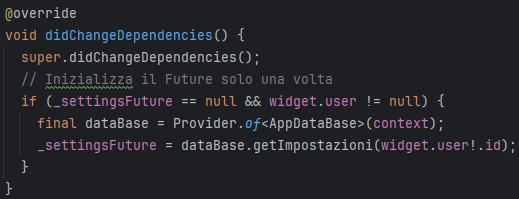 @override
void didChangeDependencies() {
super.didChangeDependencies();
// Inizializza il Future solo una volta
if (_settingsFuture == null && widget.user != null) {
final dataBase = Provider.of<AppDataBase>(context);
_settingsFuture = dataBase.getImpostazioni(widget.user!.id);
}
}